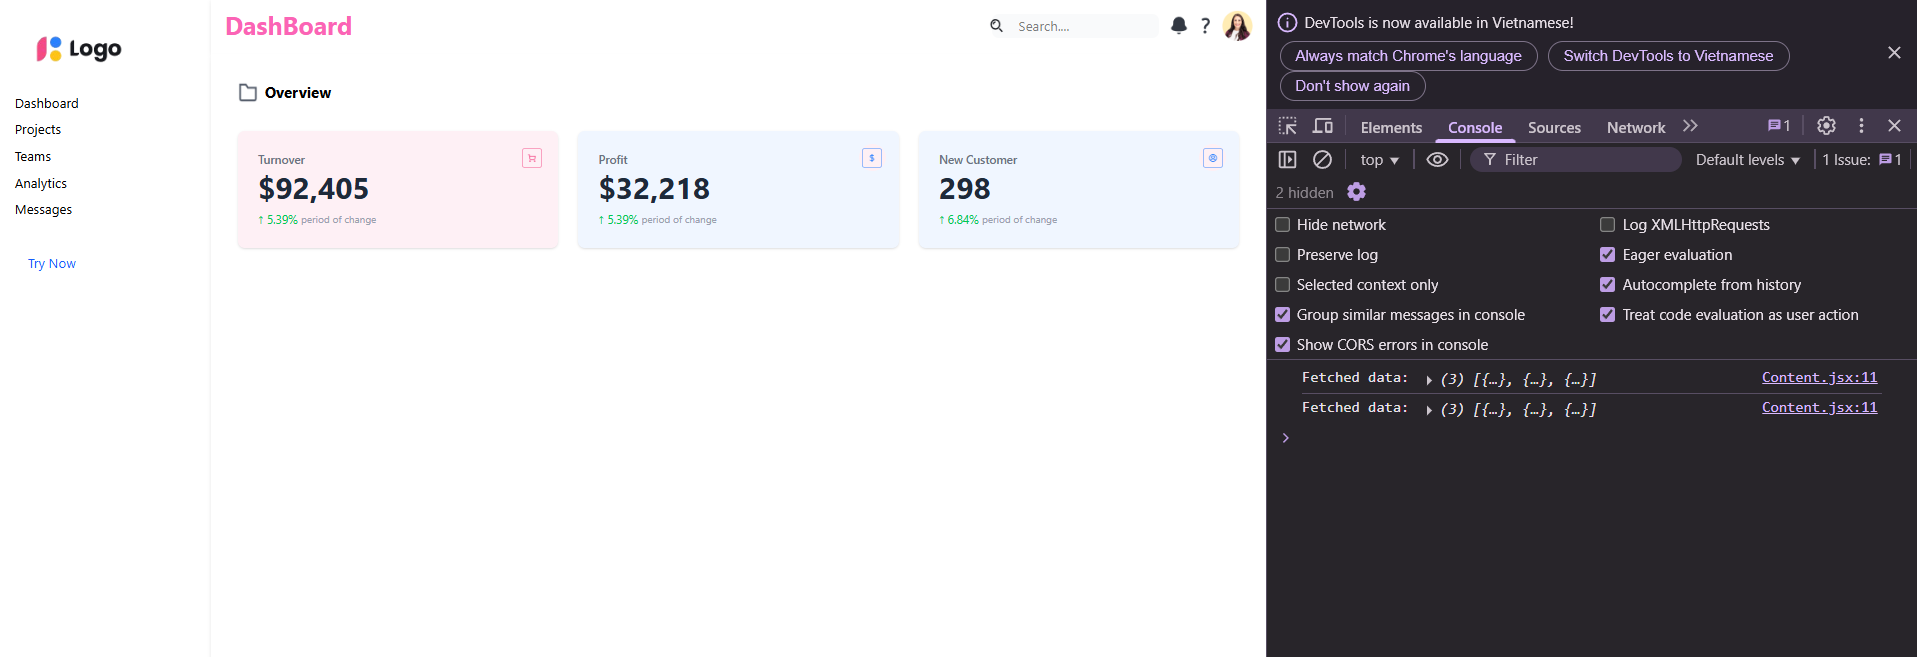 Logo
Dashboard
Projects
Teams
Analytics
Messages
Try Now
DashBoard
Search....
?
Overview
Turnover
$92,405
↑ 5.39% period of change
Profit
$
$32,218
↑ 5.39% period of change
New Customer
298
↑ 6.84% period of change
DevTools is now available in Vietnamese!
Always match Chrome's language
Switch DevTools to Vietnamese
Don't show again
Elements
Console
Sources
Network
1
top
Filter
Default levels
1 Issue: 1
2 hidden
Hide network
Log XMLHttpRequests
Preserve log
Eager evaluation
Selected context only
Autocomplete from history
Group similar messages in console
Treat code evaluation as user action
Show CORS errors in console
Fetched data: (3) [{…}, {…}, {…}] Content.jsx:11
Fetched data: (3) [{…}, {…}, {…}] Content.jsx:11